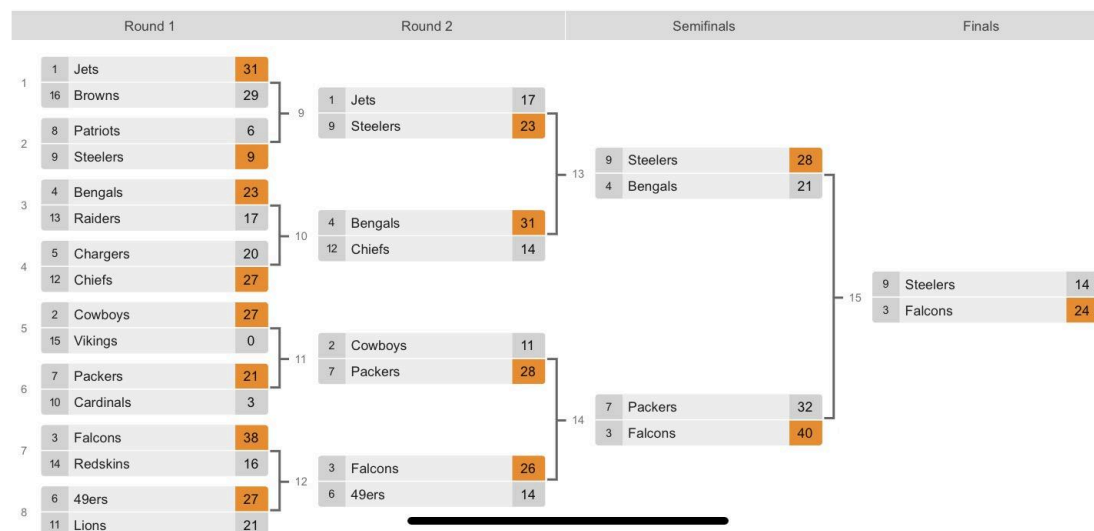 Round 1
Round 2
Semifinals
Finals
1
1 Jets 31
16 Browns 29
2
8 Patriots 6
9 Steelers 9
3
4 Bengals 23
13 Raiders 17
4
5 Chargers 20
12 Chiefs 27
5
2 Cowboys 27
15 Vikings 0
6
7 Packers 21
10 Cardinals 3
7
3 Falcons 38
14 Redskins 16
8
6 49ers 27
11 Lions 21
9
1 Jets 17
9 Steelers 23
10
4 Bengals 31
12 Chiefs 14
11
2 Cowboys 11
7 Packers 28
12
3 Falcons 26
6 49ers 14
13
9 Steelers 28
4 Bengals 21
14
7 Packers 32
3 Falcons 40
15
9 Steelers 14
3 Falcons 24